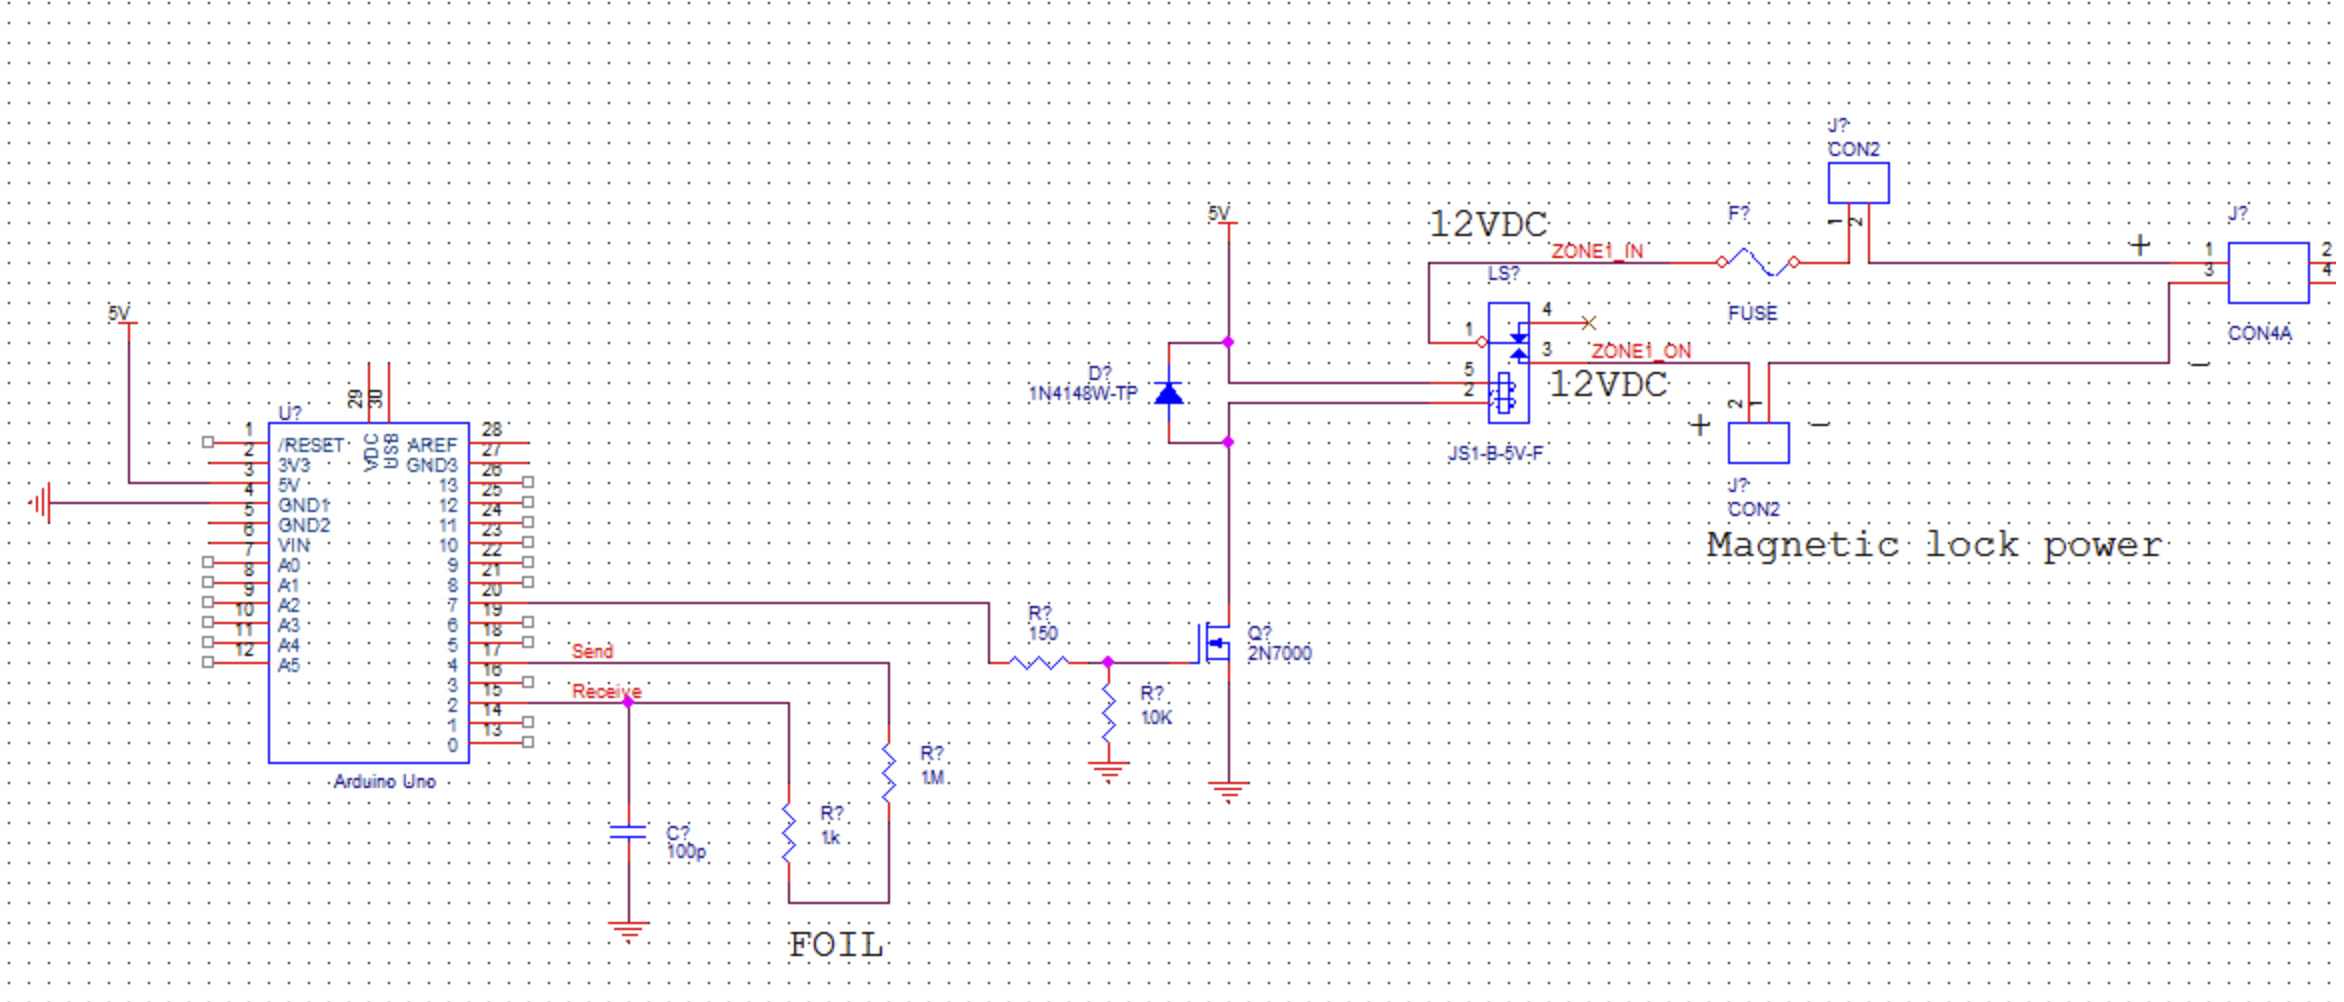 J?
CON2
1
2
5V
12VDC
ZONE1_IN
F?
FUSE
+
J?
1
3
2
4
CON4A
LS?
4
1
3
ZONE1_ON
12VDC
5
2
JS1-B-5V-F
D?
1N4148W-TP
2
1
+
−
−
J?
CON2
Magnetic lock power
5V
29
30
U?
VDC
USB
1
/RESET
2
3V3
3
5V
4
GND1
5
GND2
6
VIN
7
A0
8
A1
9
A2
10
A3
11
A4
12
A5
28
AREF
27
GND3
26
13
25
12
24
11
23
10
22
9
21
8
20
7
19
6
18
5
17
4
16
3
15
2
14
1
13
0
Arduino Uno
Send
Receive
R?
150
Q?
2N7000
R?
10K
R?
1M
R?
1k
C?
100p
FOIL